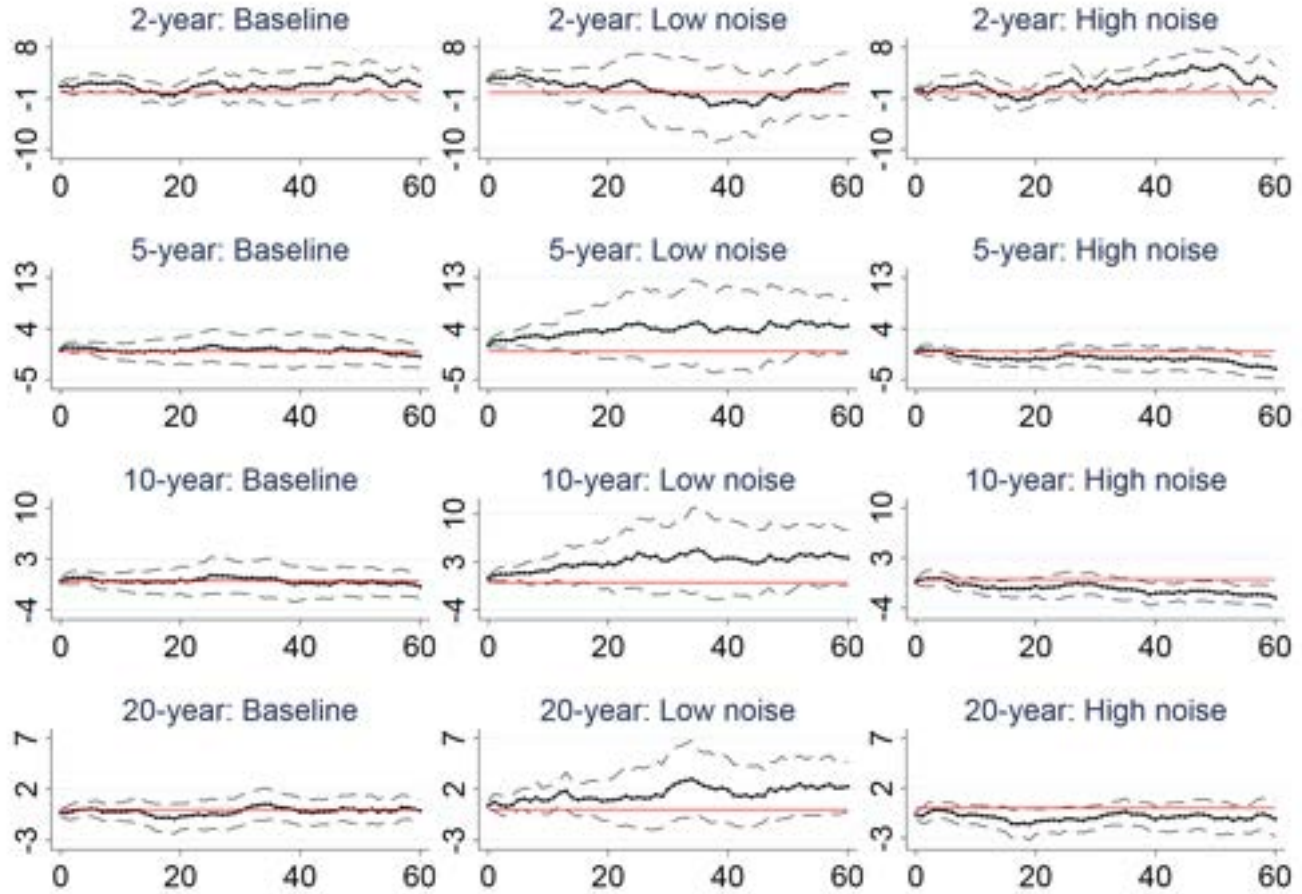 2-year: Baseline 2-year: Low noise 2-year: High noise
8 8 8
-1 -1 -1
-10 -10 -10
0 20 40 60 0 20 40 60 0 20 40 60
5-year: Baseline 5-year: Low noise 5-year: High noise
13 13 13
4 4 4
-5 -5 -5
0 20 40 60 0 20 40 60 0 20 40 60
10-year: Baseline 10-year: Low noise 10-year: High noise
10 10 10
3 3 3
-4 -4 -4
0 20 40 60 0 20 40 60 0 20 40 60
20-year: Baseline 20-year: Low noise 20-year: High noise
7 7 7
2 2 2
-3 -3 -3
0 20 40 60 0 20 40 60 0 20 40 60